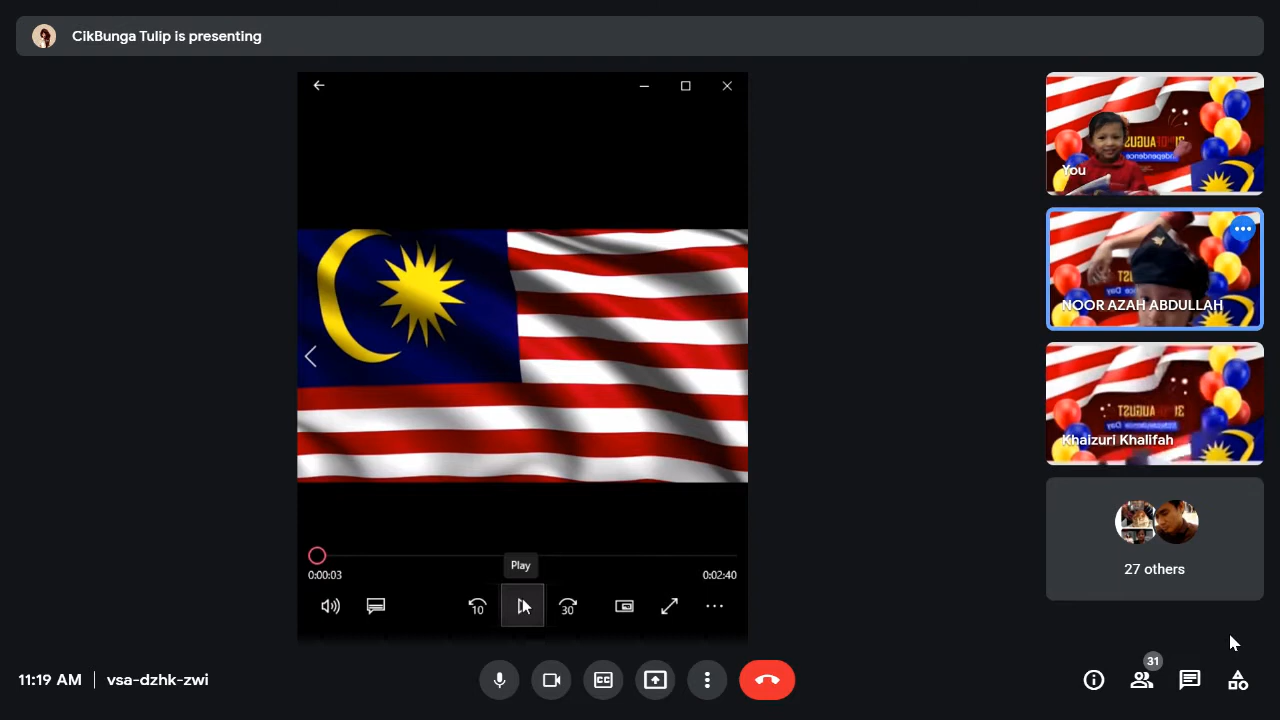 CikBunga Tulip is presenting
You
NOOR AZAH ABDULLAH
Khaizuri Khalifah
27 others
Play
0:00:03
0:02:40
10
30
CC
11:19 AM
vsa-dzhk-zwi
31